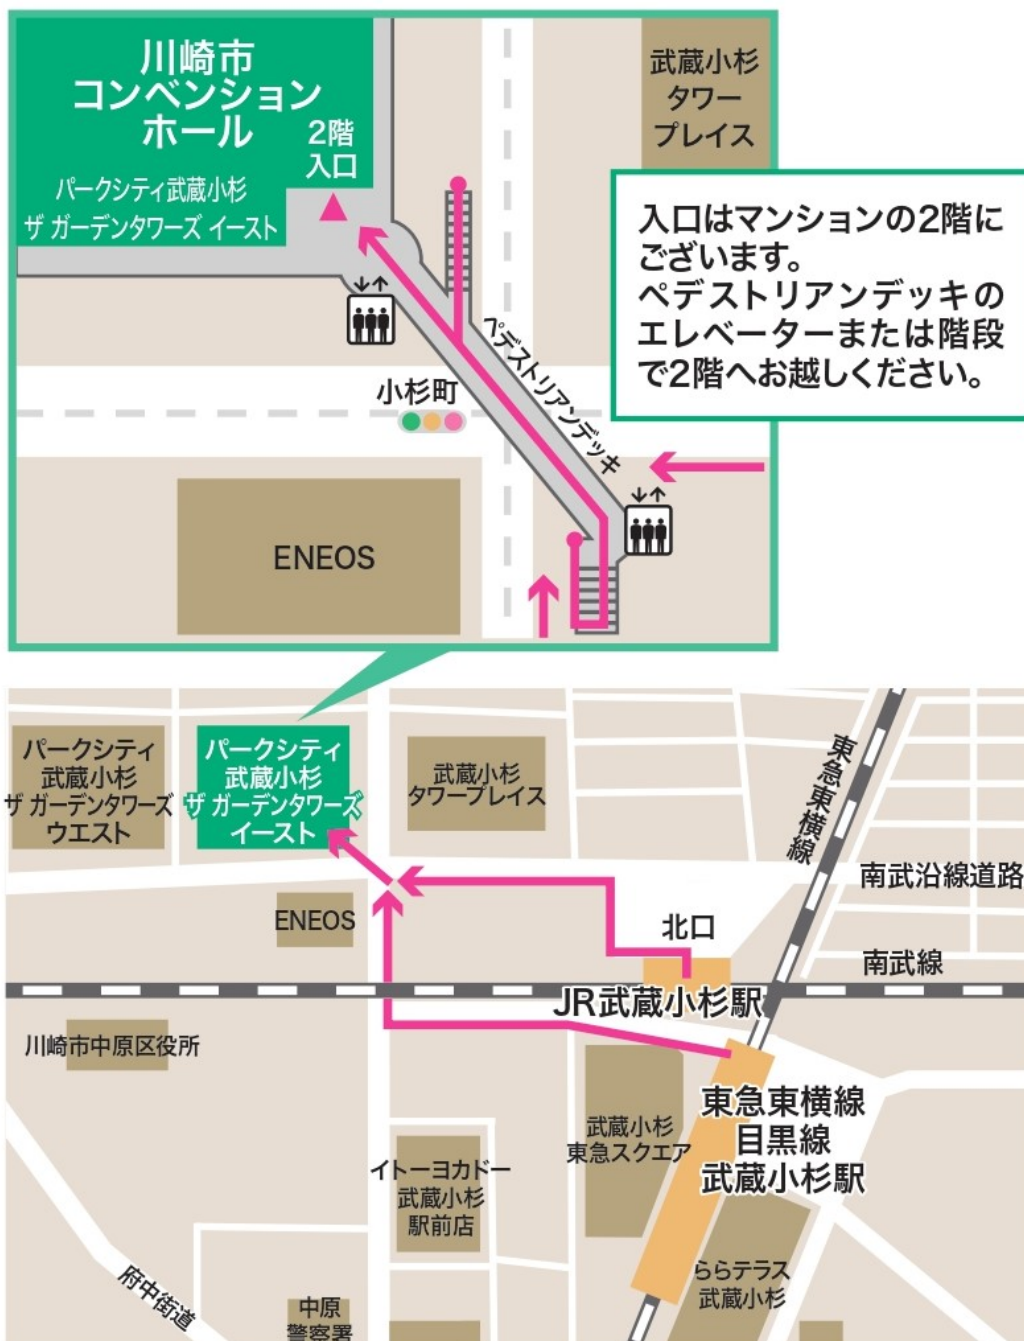 川崎市
コンベンション
ホール
2階
入口
パークシティ武蔵小杉
ザ ガーデンタワーズ イースト
武蔵小杉
タワー
プレイス
入口はマンションの2階に
ございます。
ペデストリアンデッキの
エレベーターまたは階段
で2階へお越しください。
ペデストリアンデッキ
小杉町
ENEOS
パークシティ
武蔵小杉
ザ ガーデンタワーズ
ウエスト
パークシティ
武蔵小杉
ザ ガーデンタワーズ
イースト
武蔵小杉
タワープレイス
東急東横線
南武沿線道路
ENEOS
北口
南武線
JR武蔵小杉駅
川崎市中原区役所
東急東横線
目黒線
武蔵小杉駅
武蔵小杉
東急スクエア
イトーヨカドー
武蔵小杉
駅前店
ららテラス
武蔵小杉
府中街道
中原
警察署